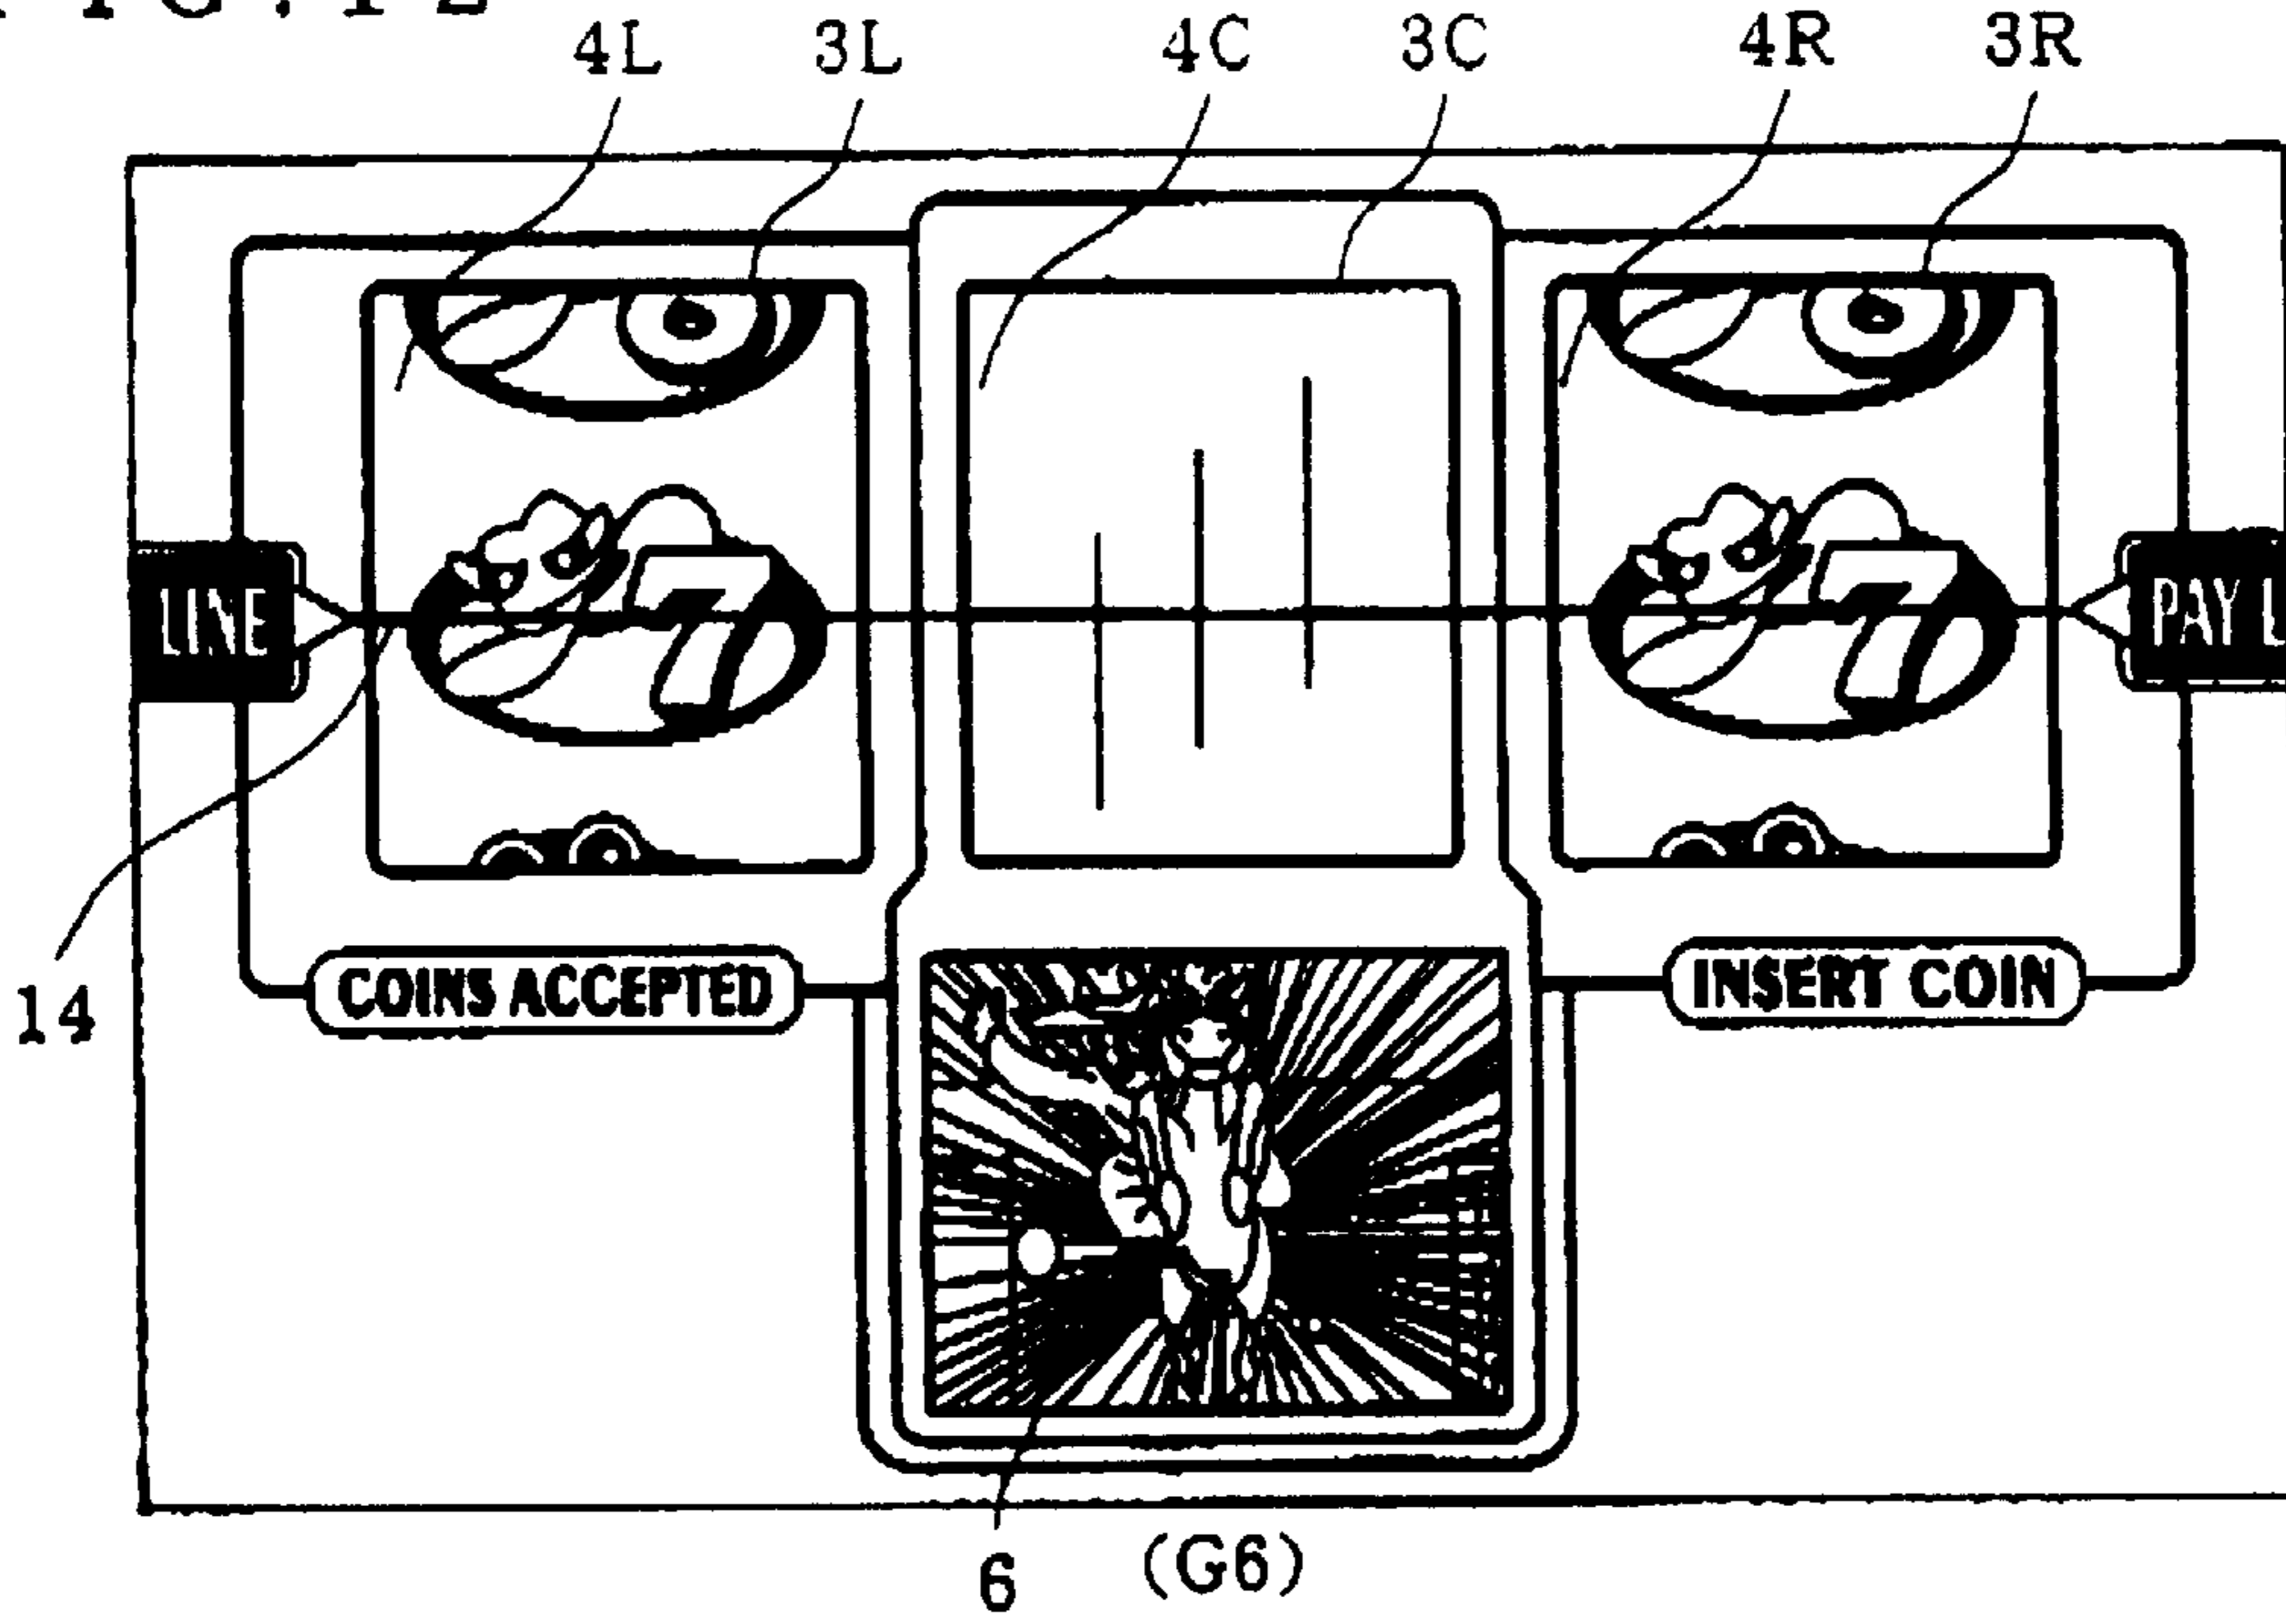 4L 3L 4C 3C 4R 3R
LINE
PAY L
14
COINS ACCEPTED
INSERT COIN
6 (G6)